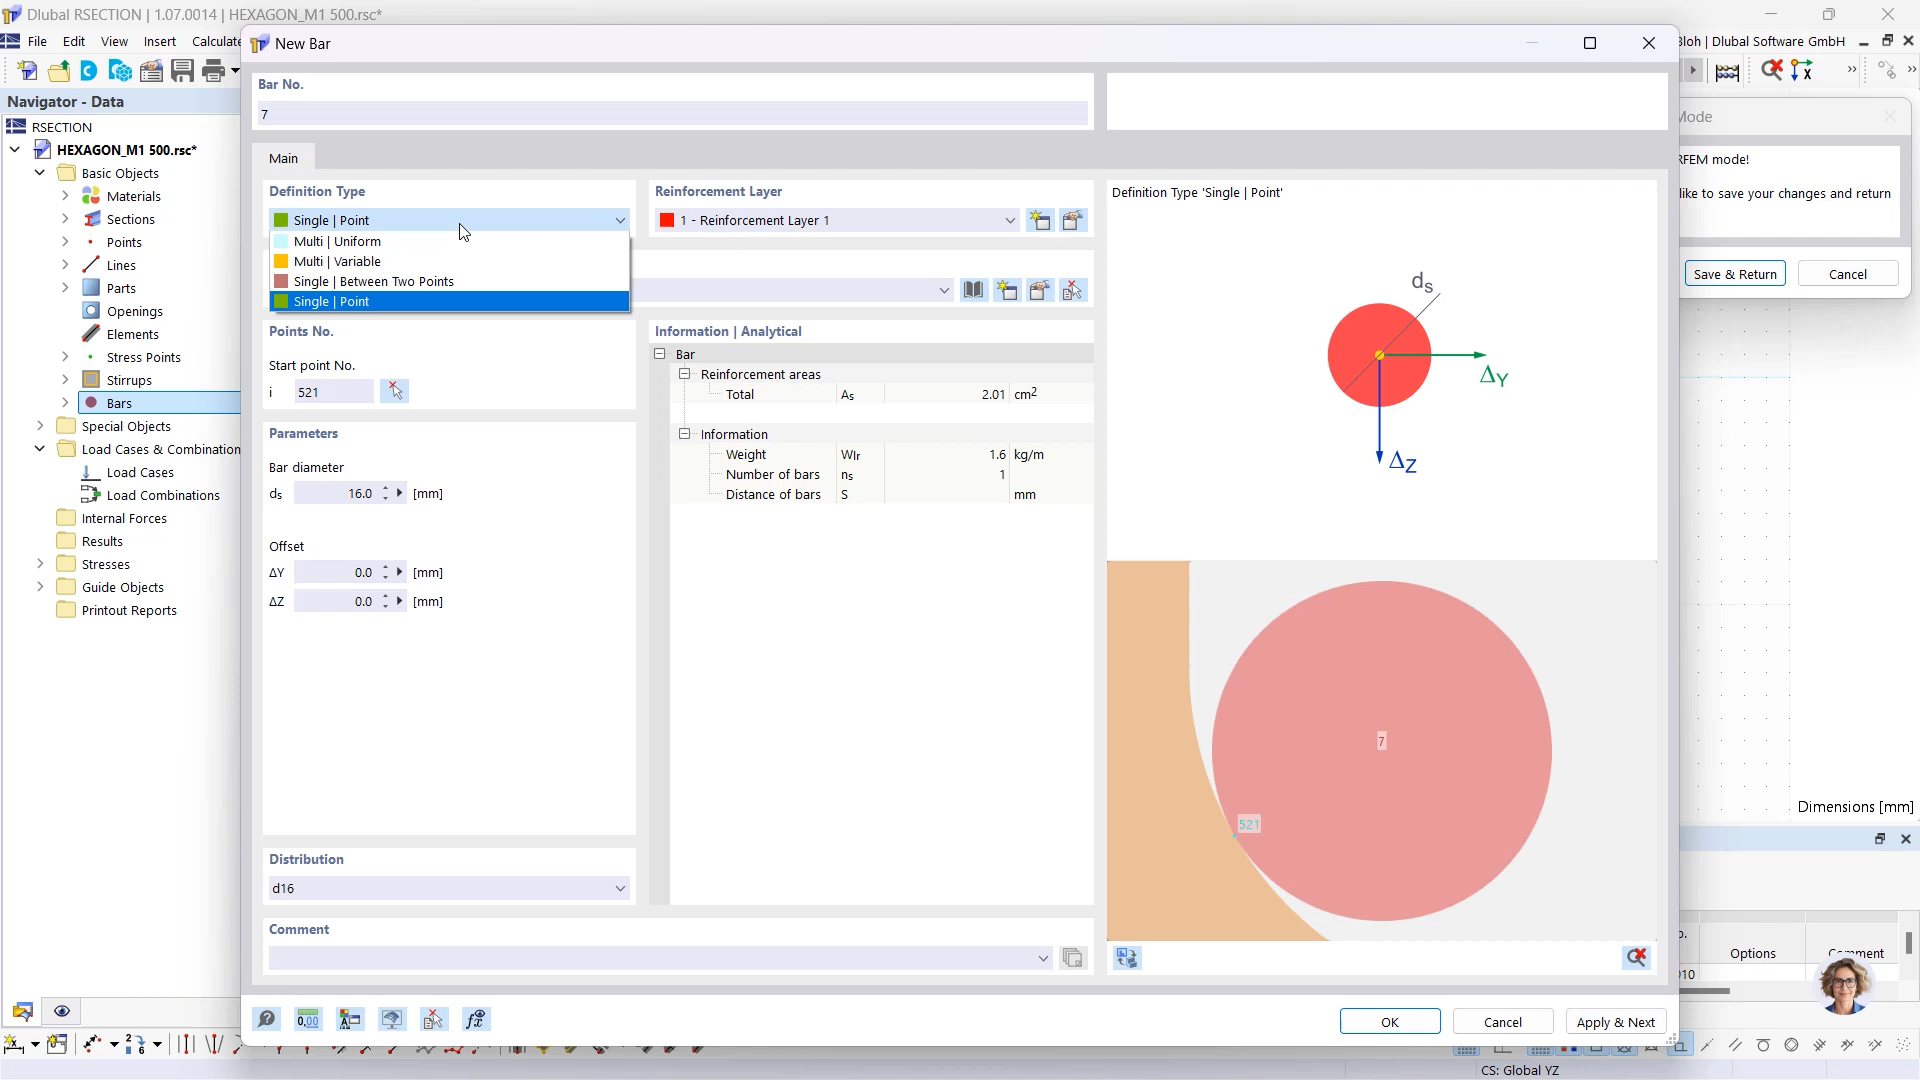 Dlubal RSECTION | 1.07.0014 | HEXAGON_M1 500.rsc*
File Edit View Insert Calculate
Bloh | Dlubal Software GmbH
New Bar
Navigator - Data
RSECTION
HEXAGON_M1 500.rsc*
Basic Objects
Materials
Sections
Points
Lines
Parts
Openings
Elements
Stress Points
Stirrups
Bars
Special Objects
Load Cases & Combination
Load Cases
Load Combinations
Internal Forces
Results
Stresses
Guide Objects
Printout Reports
Bar No.
7
Main
Definition Type
Single | Point
Multi | Uniform
Multi | Variable
Single | Between Two Points
Single | Point
Reinforcement Layer
1 - Reinforcement Layer 1
Points No.
Start point No.
i 521
Parameters
Bar diameter
ds 16.0 [mm]
Offset
ΔY 0.0 [mm]
ΔZ 0.0 [mm]
Distribution
d16
Comment
Information | Analytical
Bar
Reinforcement areas
Total As 2.01 cm2
Information
Weight Wlr 1.6 kg/m
Number of bars ns 1
Distance of bars S mm
Definition Type 'Single | Point'
ds
ΔY
ΔZ
7
521
OK Cancel Apply & Next
Mode
RFEM mode!
like to save your changes and return
Save & Return Cancel
Dimensions [mm]
Options
CS: Global YZ